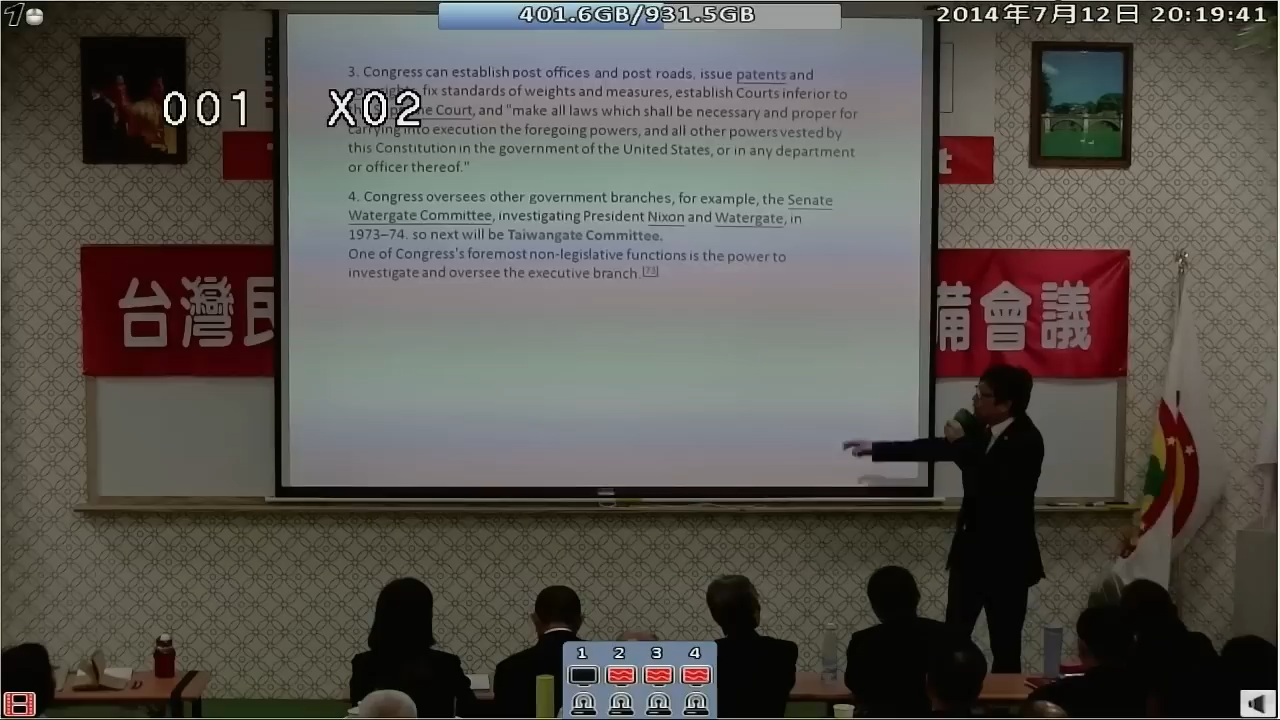 401.6GB/931.5GB
2014年7月12日 20:19:41
001 X02
3. Congress can establish post offices and post roads, issue patents and
fix standards of weights and measures, establish Courts inferior to
Court, and "make all laws which shall be necessary and proper for
carrying into execution the foregoing powers, and all other powers vested by
this Constitution in the government of the United States, or in any department
or officer thereof."
4. Congress oversees other government branches, for example, the Senate
Watergate Committee, investigating President Nixon and Watergate, in
1973–74. so next will be Taiwangate Committee.
One of Congress's foremost non-legislative functions is the power to
investigate and oversee the executive branch.[73]
t
台灣民
備會議
1 2 3 4